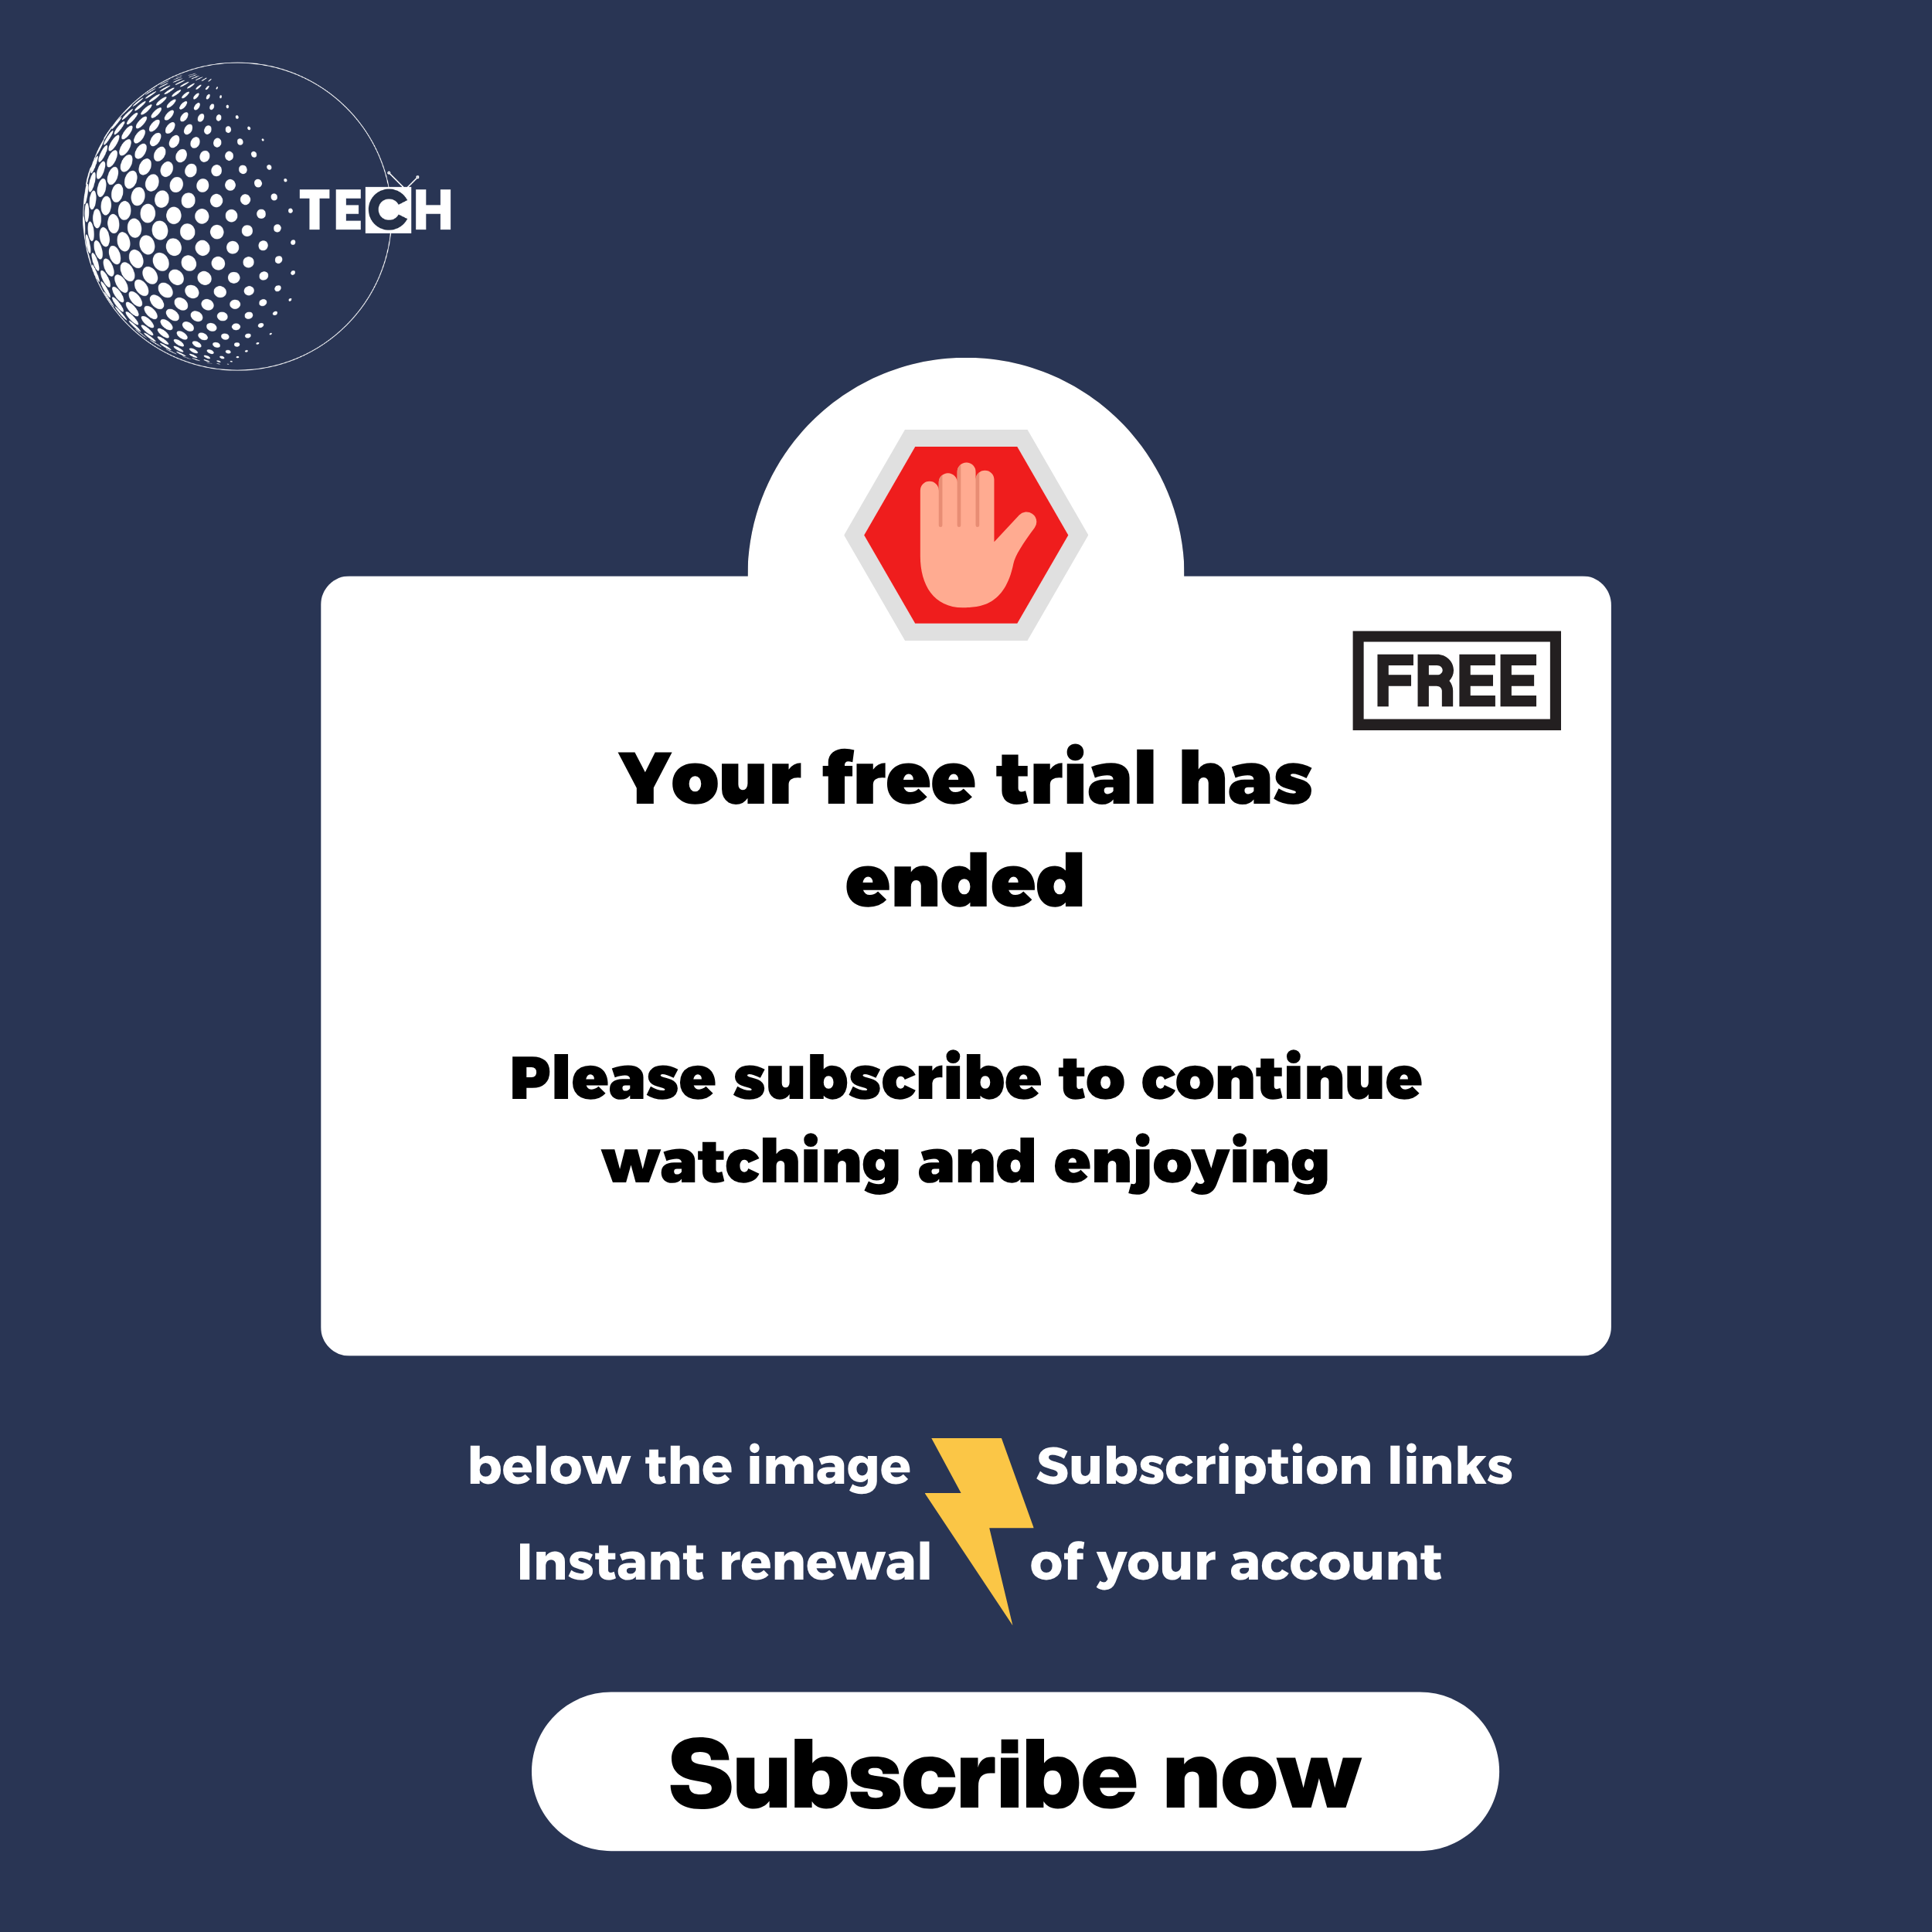 TECH
FREE
Your free trial has
ended
Please subscribe to continue
watching and enjoying
below the image Subscription links
Instant renewal of your account
Subscribe now